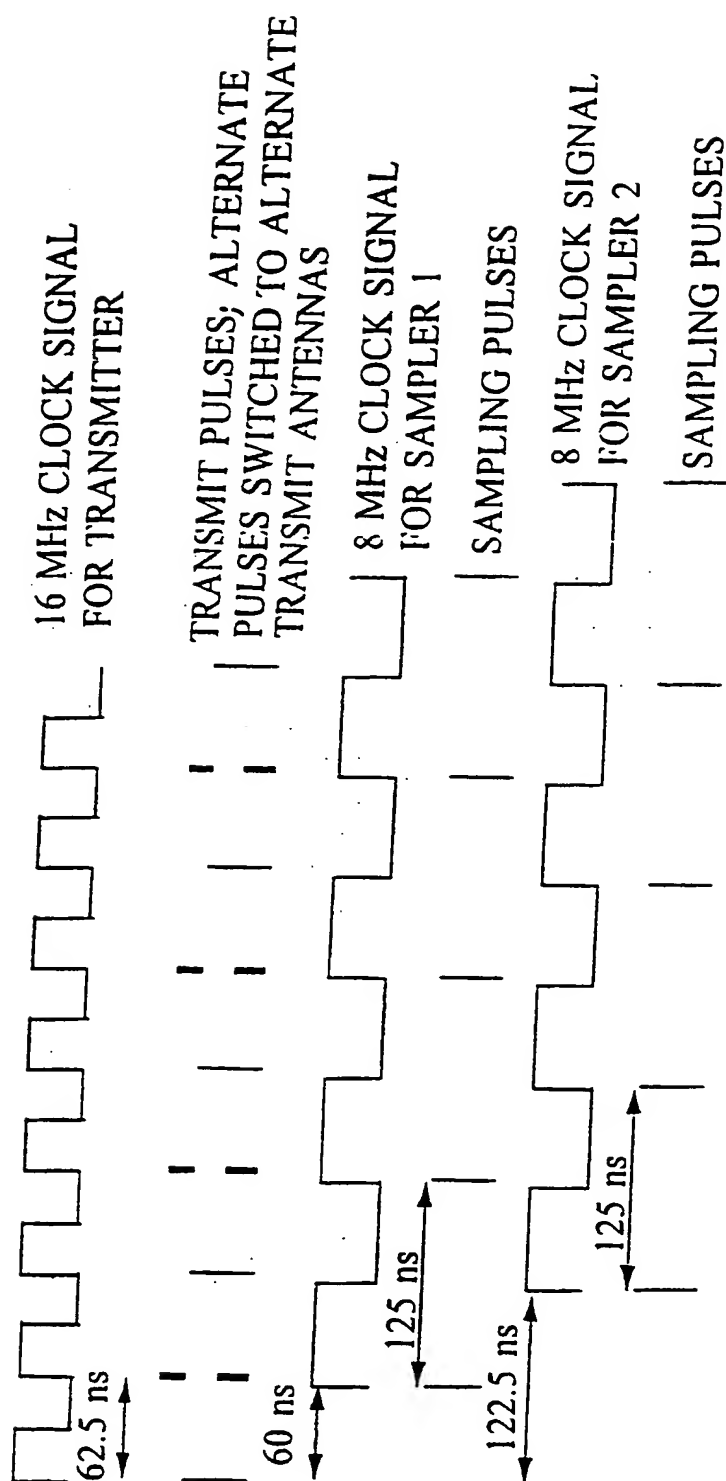 16 MHz CLOCK SIGNAL
FOR TRANSMITTER
62.5 ns
TRANSMIT PULSES; ALTERNATE
PULSES SWITCHED TO ALTERNATE
TRANSMIT ANTENNAS
60 ns
8 MHz CLOCK SIGNAL
FOR SAMPLER 1
125 ns
SAMPLING PULSES
122.5 ns
8 MHz CLOCK SIGNAL
FOR SAMPLER 2
125 ns
SAMPLING PULSES